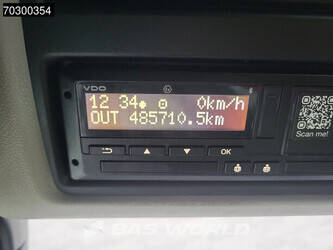 70300354
VDO
12 34 0km/h
OUT 485710.5km
OK
Scan me!
BAS WORLD